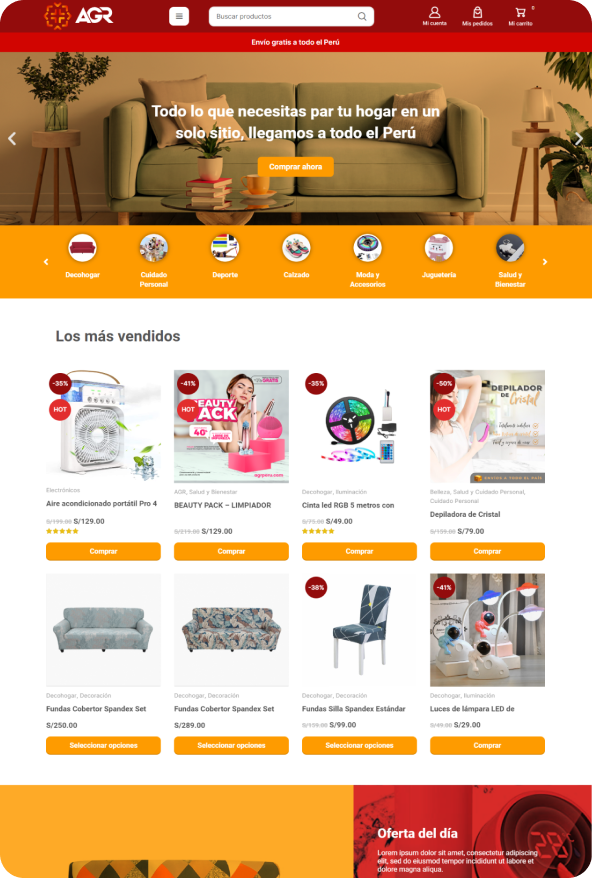 AGR
Buscar productos
Mi cuenta
Mis pedidos
0
Mi carrito
Envío gratis a todo el Perú
Todo lo que necesitas par tu hogar en un
solo sitio, llegamos a todo el Perú
Comprar ahora
Decohogar
Cuidado
Personal
Deporte
Calzado
Moda y
Accesorios
Juguetería
Salud y
Bienestar
Los más vendidos
-35%
HOT
Electrónicos
Aire acondicionado portátil Pro 4
S/199.00 S/129.00
Comprar
-41%
HOT
BEAUTY
PACK
40
AGR, Salud y Bienestar
BEAUTY PACK – LIMPIADOR
S/219.00 S/129.00
Comprar
-35%
Decohogar, Iluminación
Cinta led RGB 5 metros con
S/75.00 S/49.00
Comprar
-50%
HOT
DEPILADOR
DE
Cristal
ENVIOS A TODO EL PAÍS
Belleza, Salud y Cuidado Personal,
Cuidado Personal
Depiladora de Cristal
S/159.00 S/79.00
Comprar
Decohogar, Decoración
Fundas Cobertor Spandex Set
S/250.00
Seleccionar opciones
Decohogar, Decoración
Fundas Cobertor Spandex Set
S/289.00
Seleccionar opciones
-38%
Decohogar, Decoración
Fundas Silla Spandex Estándar
S/159.00 S/99.00
Seleccionar opciones
-41%
Decohogar, Iluminación
Luces de lámpara LED de
S/49.00 S/29.00
Comprar
Oferta del día
Lorem ipsum dolor sit amet, consectetur adipiscing
elit, sed do eiusmod tempor incididunt ut labore et
dolore magna aliqua.
28